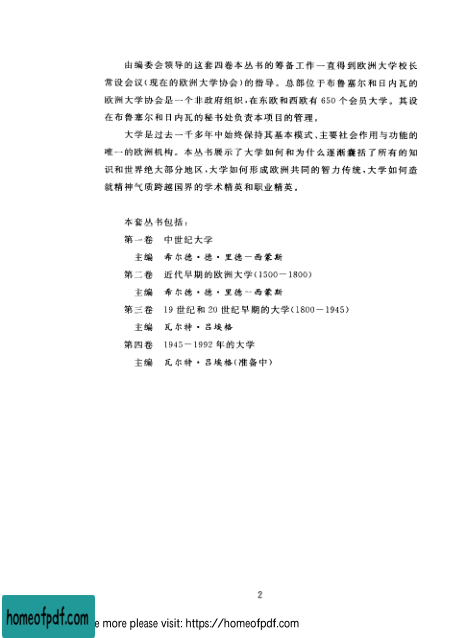 由编委会领导的这套四卷本丛书的筹备工作一直得到欧洲大学校长
常设会议(现在的欧洲大学协会)的指导。总部位于布鲁塞尔和日内瓦的
欧洲大学协会是一个非政府组织,在东欧和西欧有 650 个会员大学。其设
在布鲁塞尔和日内瓦的秘书处负责本项目的管理。
大学是过去一千多年中始终保持其基本模式、主要社会作用与功能的
唯一的欧洲机构。本丛书展示了大学如何和为什么逐渐囊括了所有的知
识和世界绝大部分地区,大学如何形成欧洲共同的智力传统,大学如何造
就精神气质跨越国界的学术精英和职业精英。
本套丛书包括:
第一卷 中世纪大学
主编 希尔德·德·里德-西蒙斯
第二卷 近代早期的欧洲大学(1500-1800)
主编 希尔德·德·里德-西蒙斯
第三卷 19 世纪和 20 世纪早期的大学(1800-1945)
主编 瓦尔特·吕埃格
第四卷 1945-1992 年的大学
主编 瓦尔特·吕埃格(准备中)
2
homeofpdf.com
e more please visit: https://homeofpdf.com